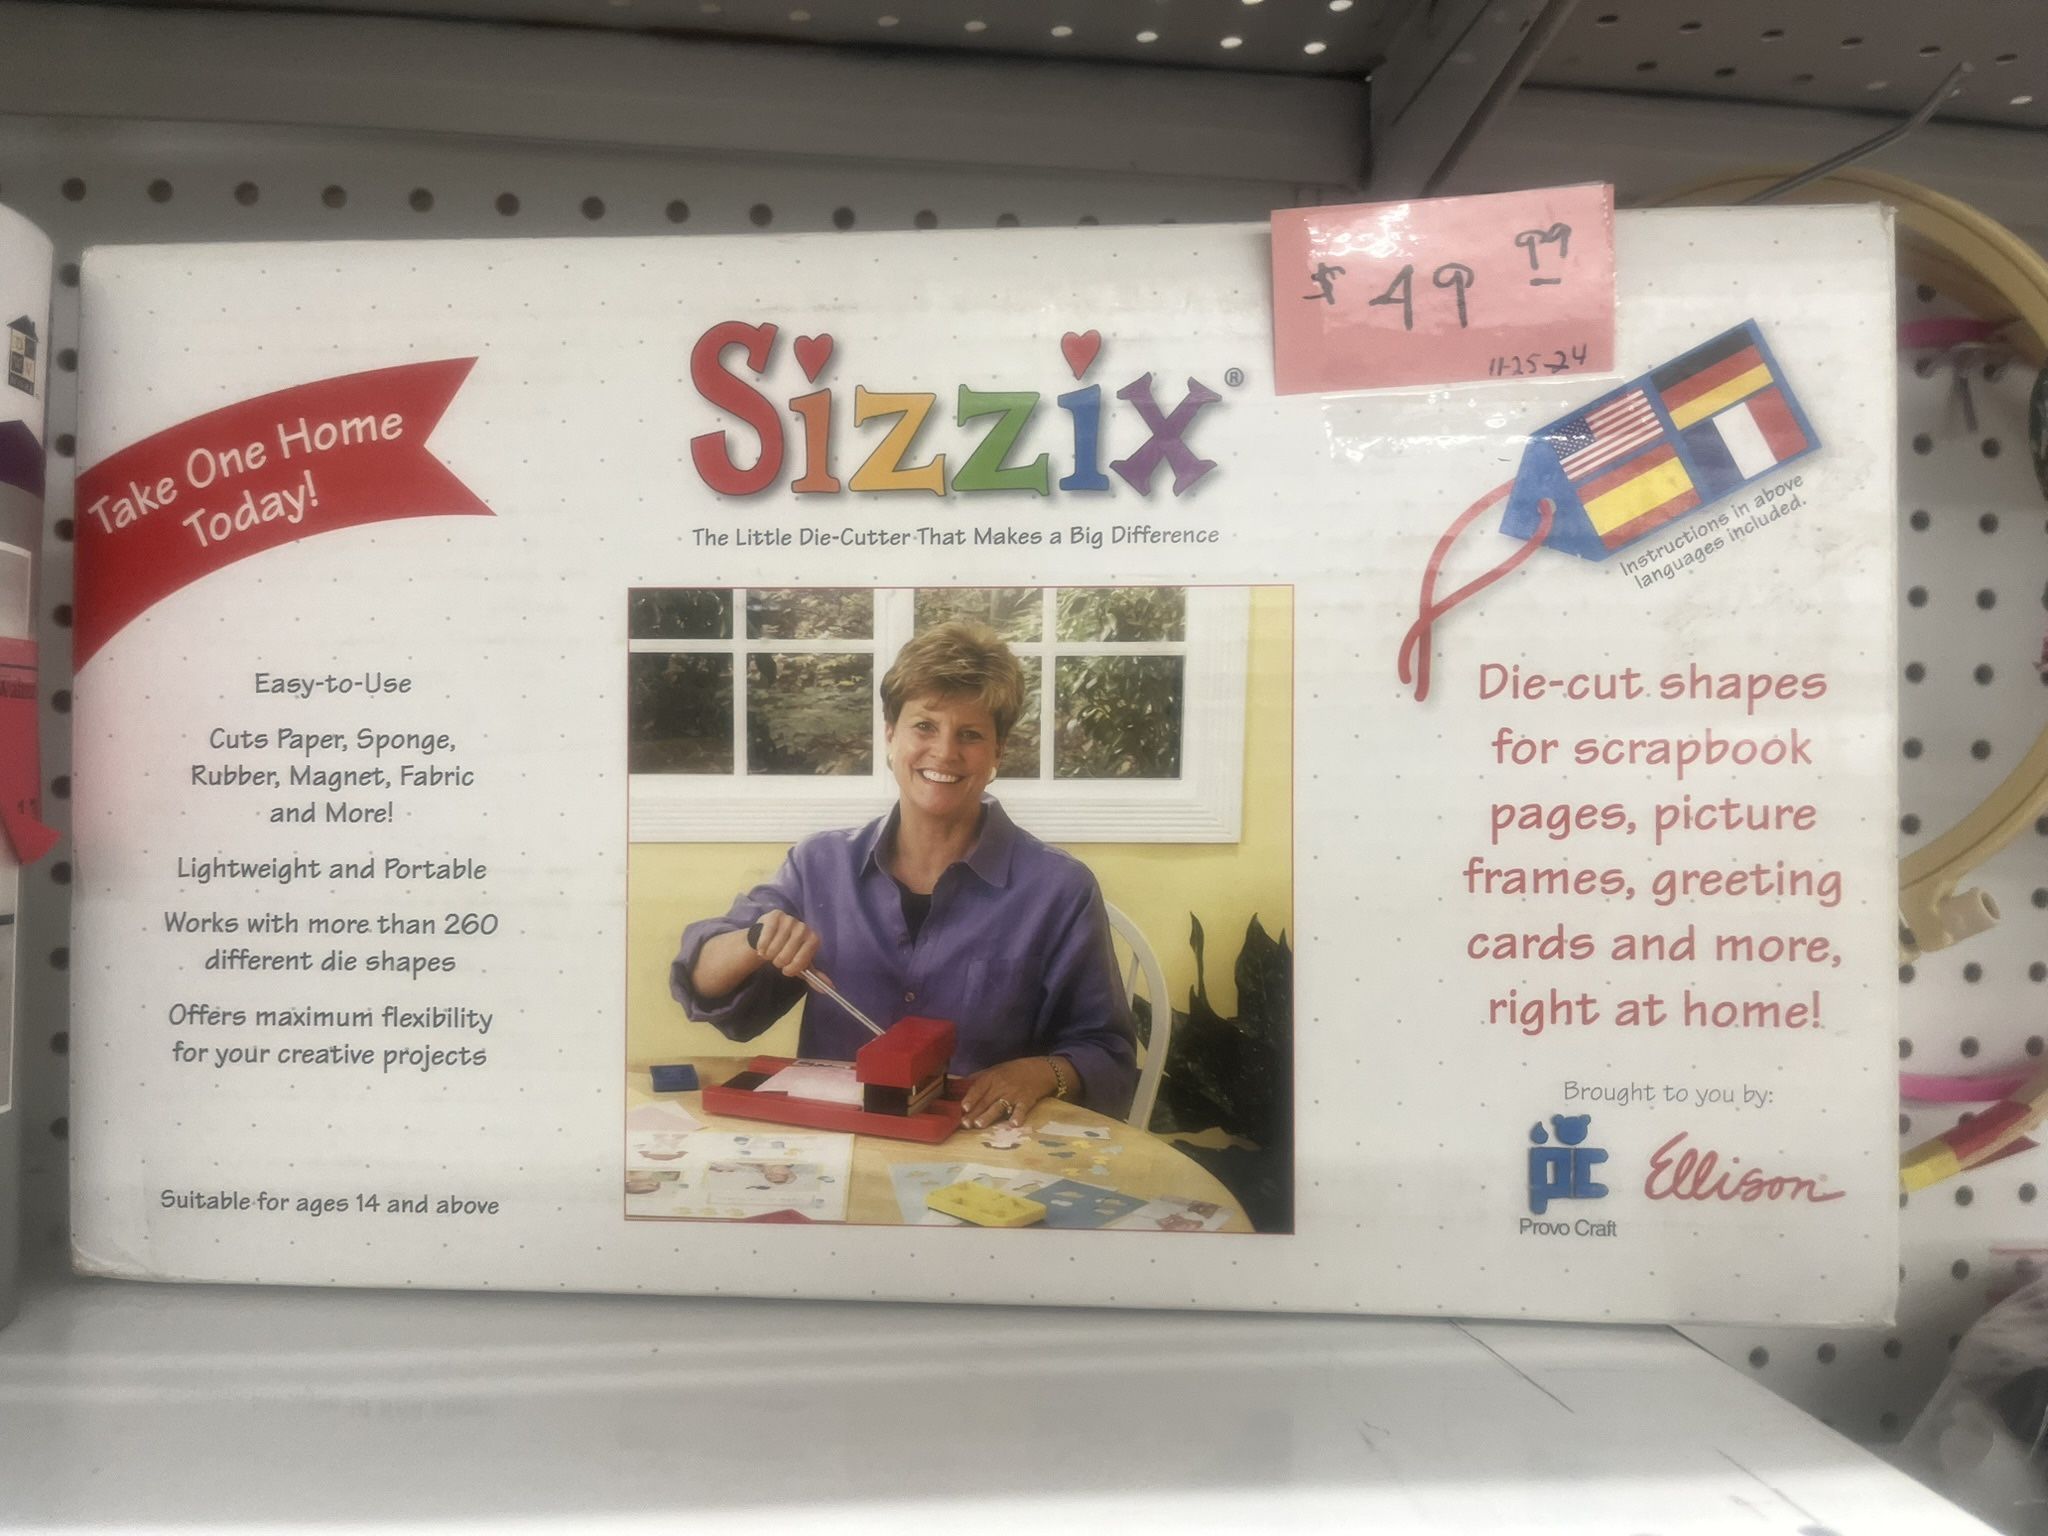 $ 49 99
11-25-24
Take One Home
Today!
Sizzix®
The Little Die-Cutter That Makes a Big Difference
Instructions in above
languages included.
Easy-to-Use
Cuts Paper, Sponge,
Rubber, Magnet, Fabric
and More!
Lightweight and Portable
Works with more than 260
different die shapes
Offers maximum flexibility
for your creative projects
Suitable for ages 14 and above
Die-cut shapes
for scrapbook
pages, picture
frames, greeting
cards and more,
right at home!
Brought to you by:
pc
Provo Craft
Ellison